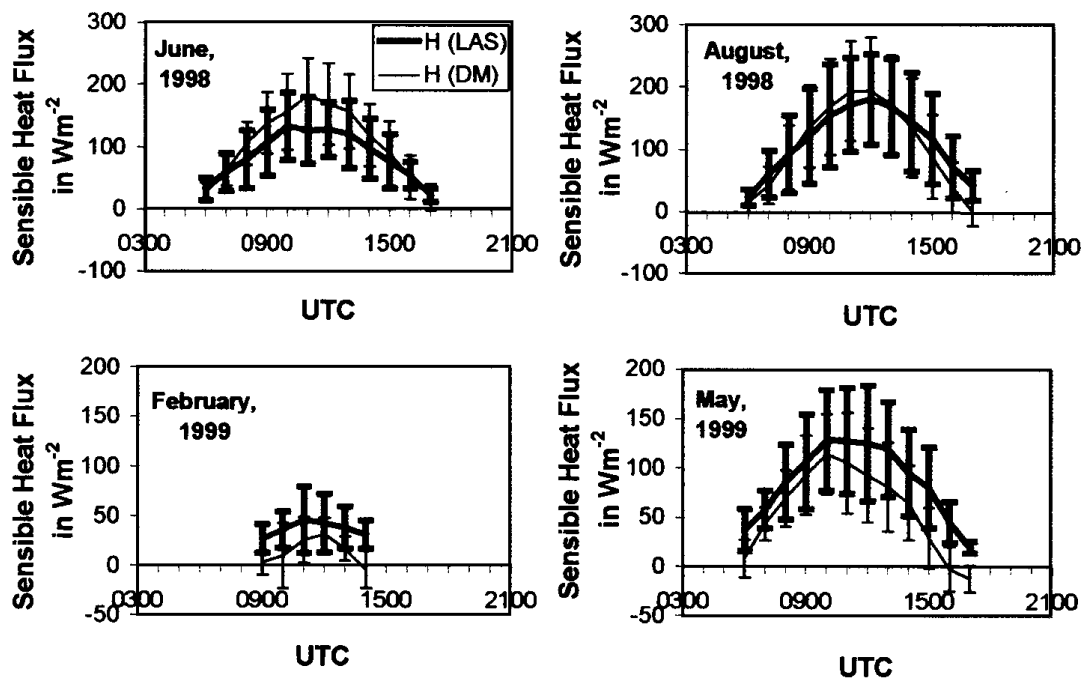 300
200
100
0
-100
Sensible Heat Flux
in Wm-2
June,
1998
H (LAS)
H (DM)
0300 0900 1500 2100
UTC
300
200
100
0
-100
Sensible Heat Flux
in Wm-2
August,
1998
0300 0900 1500 2100
UTC
200
150
100
50
0
-50
Sensible Heat Flux
in Wm-2
February,
1999
0300 0900 1500 2100
UTC
200
150
100
50
0
-50
Sensible Heat Flux
in Wm-2
May,
1999
0300 0900 1500 2100
UTC